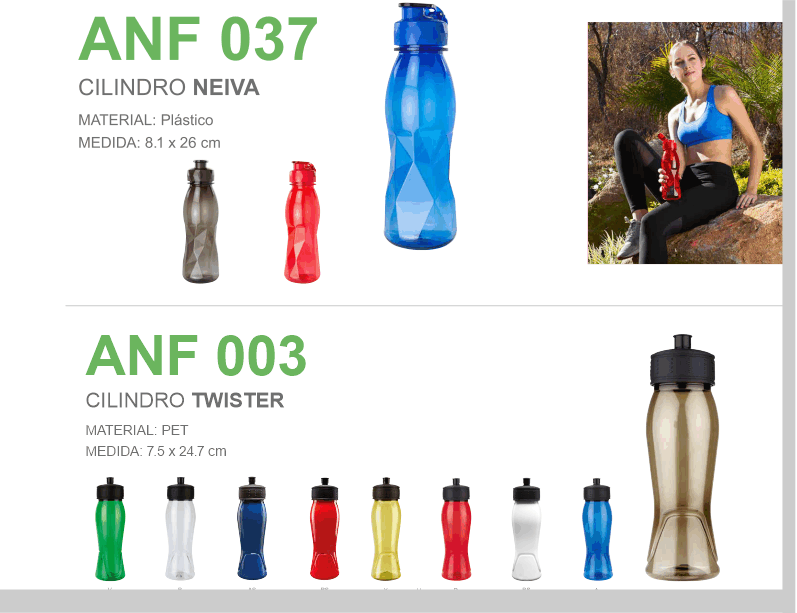 ANF 037
CILINDRO NEIVA
MATERIAL: Plástico
MEDIDA: 8.1 x 26 cm
ANF 003
CILINDRO TWISTER
MATERIAL: PET
MEDIDA: 7.5 x 24.7 cm